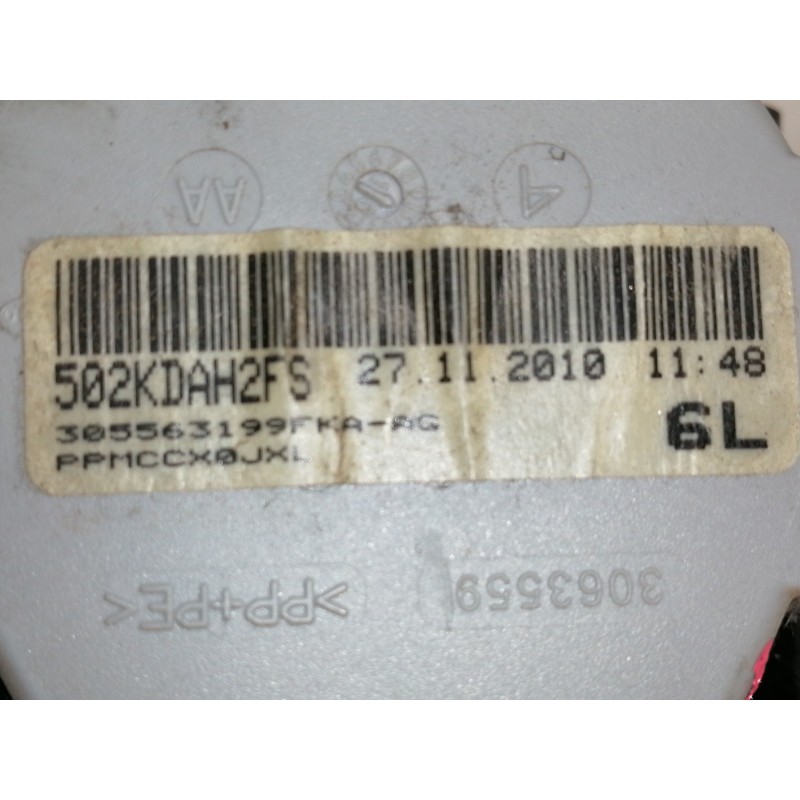 AA
4
502KDAH2FS 27.11.2010 11:48
305563199FKA-AG 6L
PPMCCX0JXL
>PP+PE< 3063559